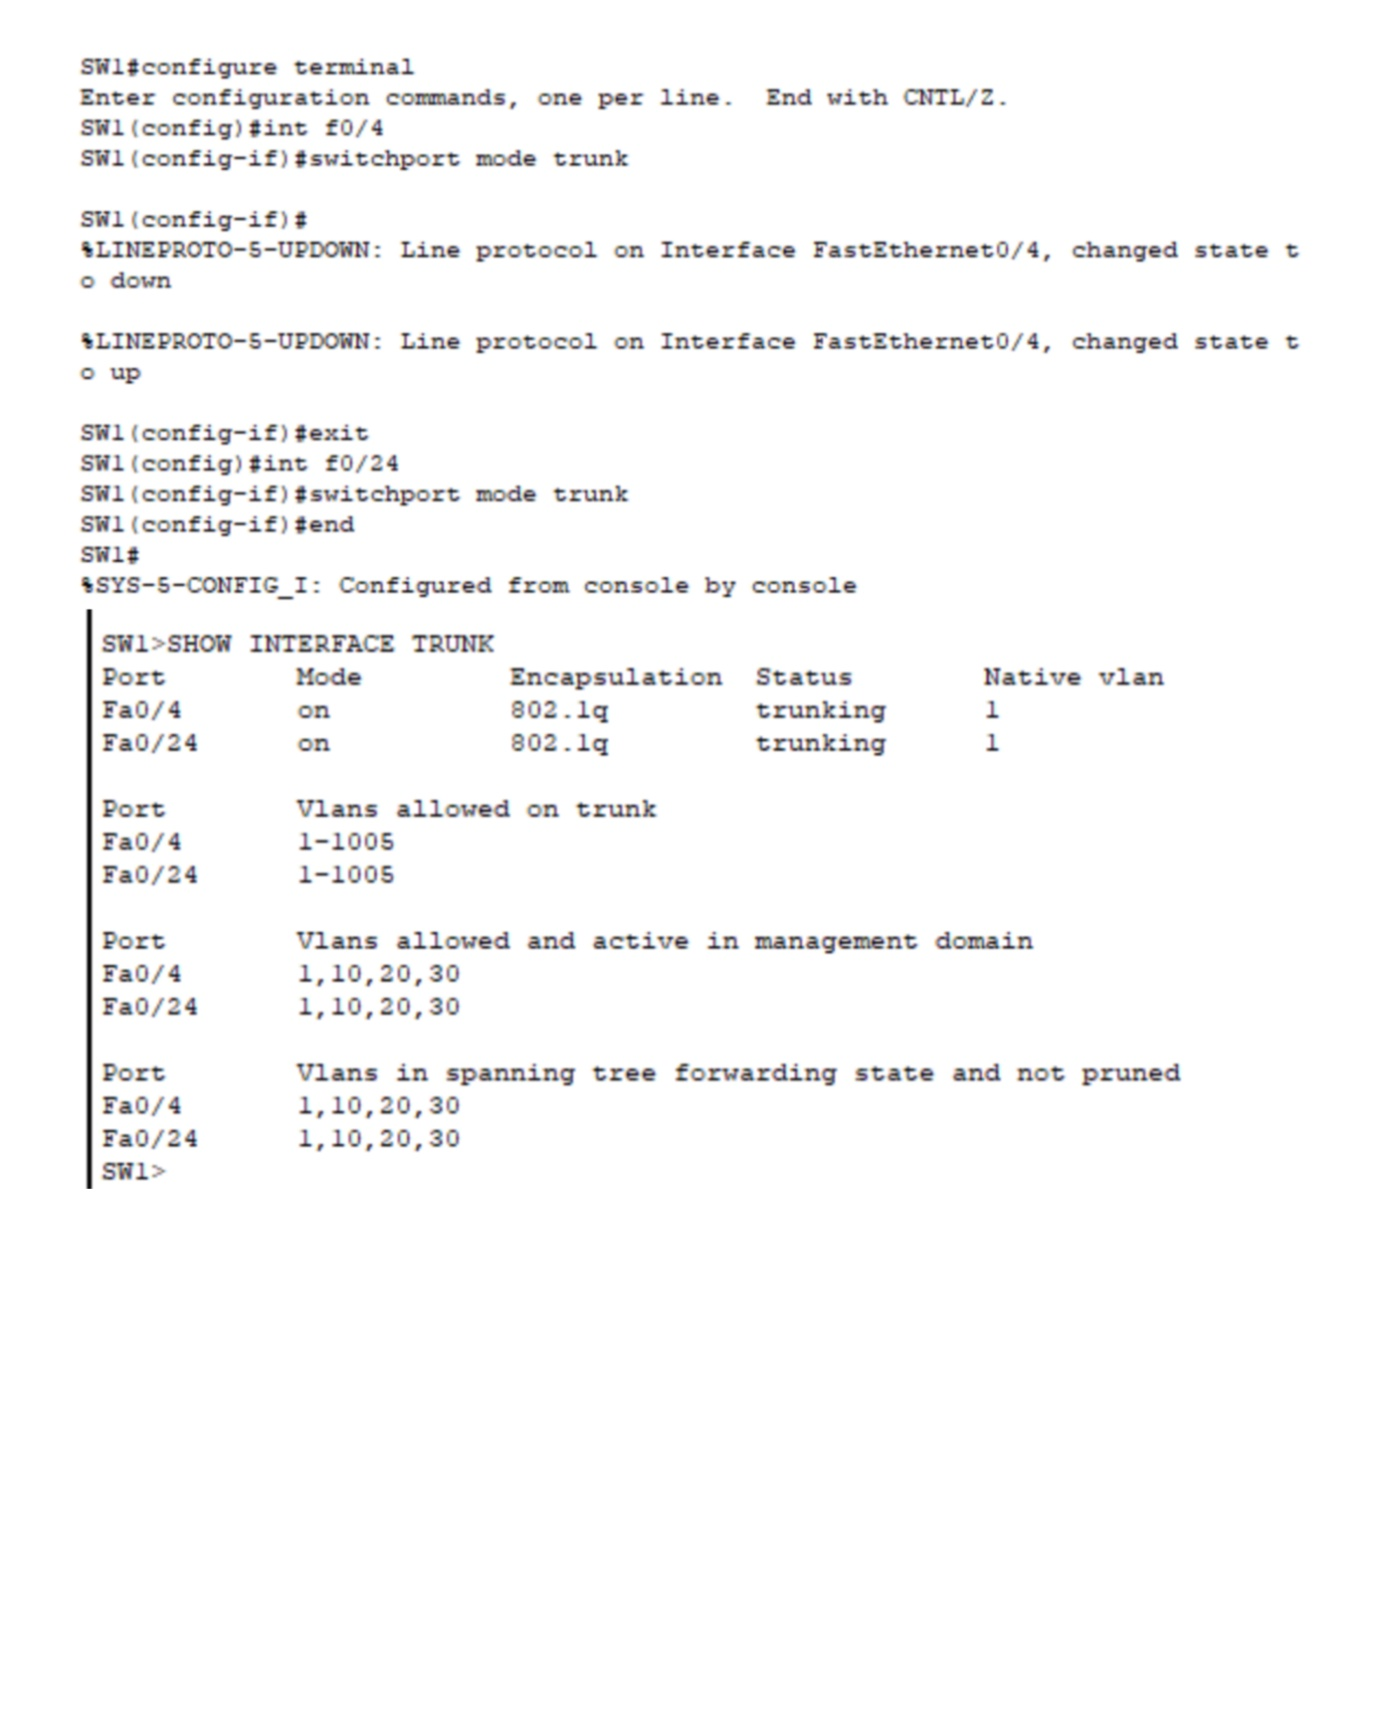 SW1#configure terminal
Enter configuration commands, one per line.  End with CNTL/Z.
SW1(config)#int f0/4
SW1(config-if)#switchport mode trunk
SW1(config-if)#
%LINEPROTO-5-UPDOWN: Line protocol on Interface FastEthernet0/4, changed state t
o down
%LINEPROTO-5-UPDOWN: Line protocol on Interface FastEthernet0/4, changed state t
o up
SW1(config-if)#exit
SW1(config)#int f0/24
SW1(config-if)#switchport mode trunk
SW1(config-if)#end
SW1#
%SYS-5-CONFIG_I: Configured from console by console
SW1>SHOW INTERFACE TRUNK
Port        Mode         Encapsulation  Status        Native vlan
Fa0/4       on           802.1q         trunking      1
Fa0/24      on           802.1q         trunking      1
Port        Vlans allowed on trunk
Fa0/4       1-1005
Fa0/24      1-1005
Port        Vlans allowed and active in management domain
Fa0/4       1,10,20,30
Fa0/24      1,10,20,30
Port        Vlans in spanning tree forwarding state and not pruned
Fa0/4       1,10,20,30
Fa0/24      1,10,20,30
SW1>